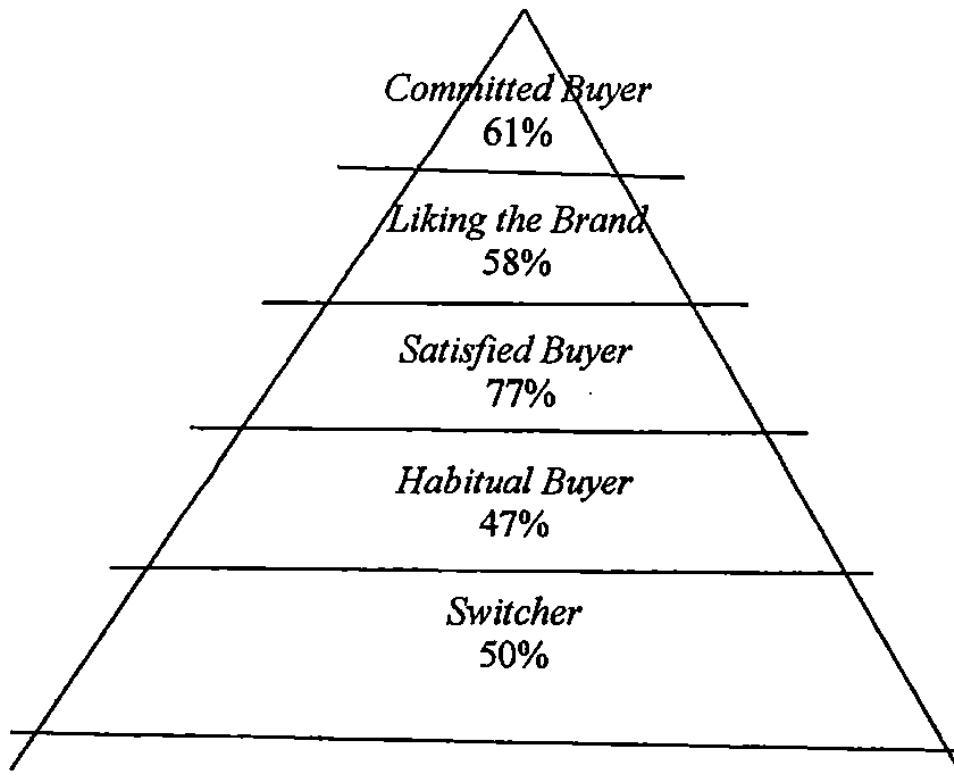 Committed Buyer
61%
Liking the Brand
58%
Satisfied Buyer
77%
Habitual Buyer
47%
Switcher
50%